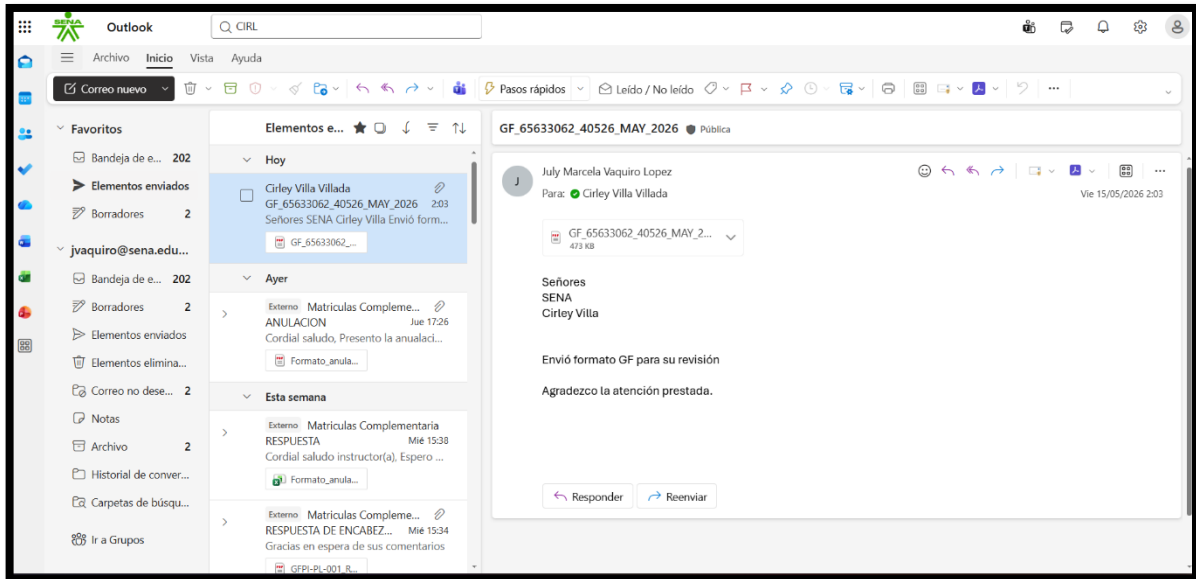 SENA
Outlook
CIRL
Archivo Inicio Vista Ayuda
Correo nuevo
Pasos rápidos
Leído / No leído
Favoritos
Bandeja de e... 202
Elementos enviados
Borradores 2
jvaquiro@sena.edu...
Bandeja de e... 202
Borradores 2
Elementos enviados
Elementos elimina...
Correo no dese... 2
Notas
Archivo 2
Historial de conver...
Carpetas de búsqu...
Ir a Grupos
Elementos e...
Hoy
Cirley Villa Villada
GF_65633062_40526_MAY_2026 2:03
Señores SENA Cirley Villa Envió form...
GF_65633062_...
Ayer
Externo Matriculas Compleme...
ANULACION Jue 17:26
Cordial saludo, Presento la anualaci...
Formato_anula...
Esta semana
Externo Matriculas Complementaria
RESPUESTA Mié 15:38
Cordial saludo instructor(a), Espero ...
Formato_anula...
Externo Matriculas Compleme...
RESPUESTA DE ENCABEZ... Mié 15:34
Gracias en espera de sus comentarios
GFPI-PL-001_R...
GF_65633062_40526_MAY_2026 Pública
J
July Marcela Vaquiro Lopez
Para: Cirley Villa Villada
Vie 15/05/2026 2:03
GF_65633062_40526_MAY_2...
473 KB
Señores
SENA
Cirley Villa
Envió formato GF para su revisión
Agradezco la atención prestada.
Responder
Reenviar